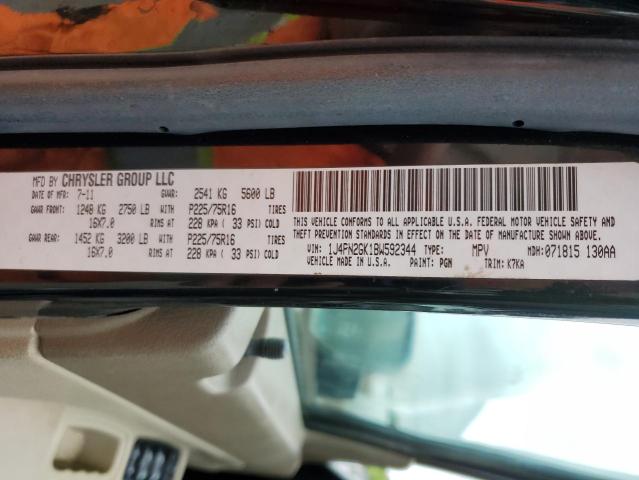 MFD BY CHRYSLER GROUP LLC
DATE OF MFR: 7-11 GVWR: 2541 KG 5600 LB
GAWR FRONT: 1248 KG 2750 LB WITH P225/75R16 TIRES
16X7.0 RIMS AT 228 KPA ( 33 PSI) COLD
GAWR REAR: 1452 KG 3200 LB WITH P225/75R16 TIRES
16X7.0 RIMS AT 228 KPA ( 33 PSI) COLD
THIS VEHICLE CONFORMS TO ALL APPLICABLE U.S.A. FEDERAL MOTOR VEHICLE SAFETY AND
THEFT PREVENTION STANDARDS IN EFFECT ON THE DATE OF MANUFACTURE SHOWN ABOVE.
VIN: 1J4PN2GK1BW592344 TYPE: MPV MDH: 071815 130AA
VEHICLE MADE IN U.S.A. PAINT: PGN TRIM: K7KA